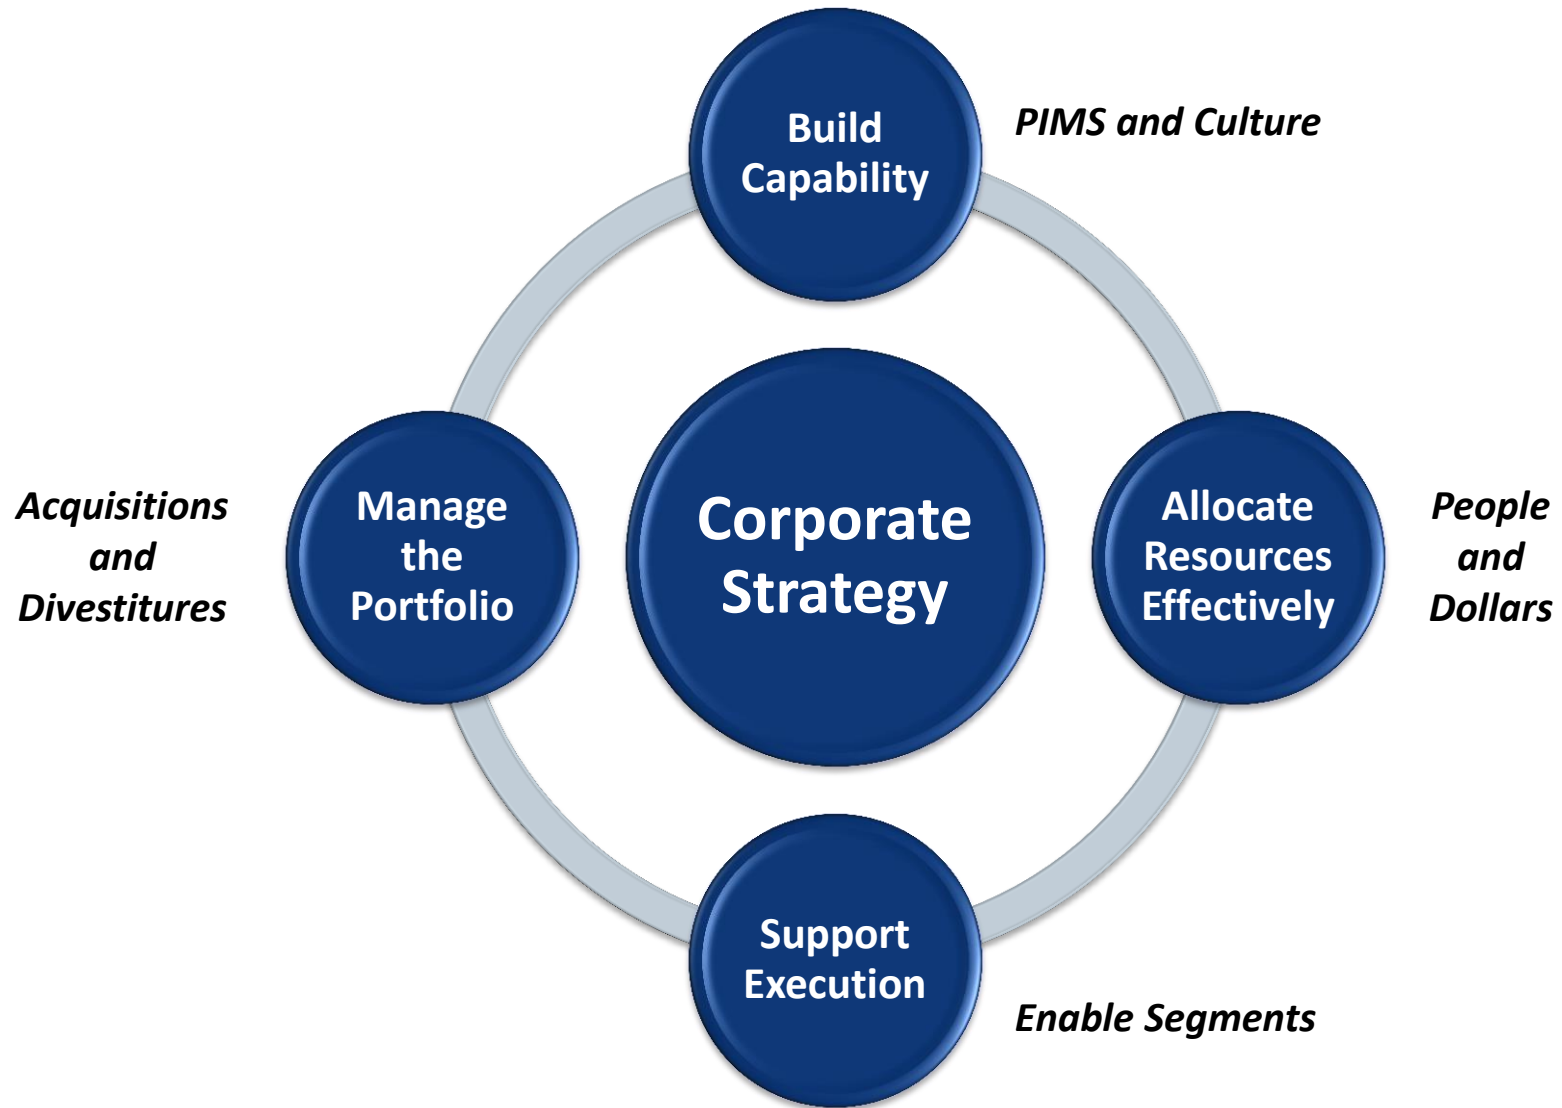 Build
Capability
PIMS and Culture
Acquisitions
and
Divestitures
Manage
the
Portfolio
Corporate
Strategy
Allocate
Resources
Effectively
People
and
Dollars
Support
Execution
Enable Segments